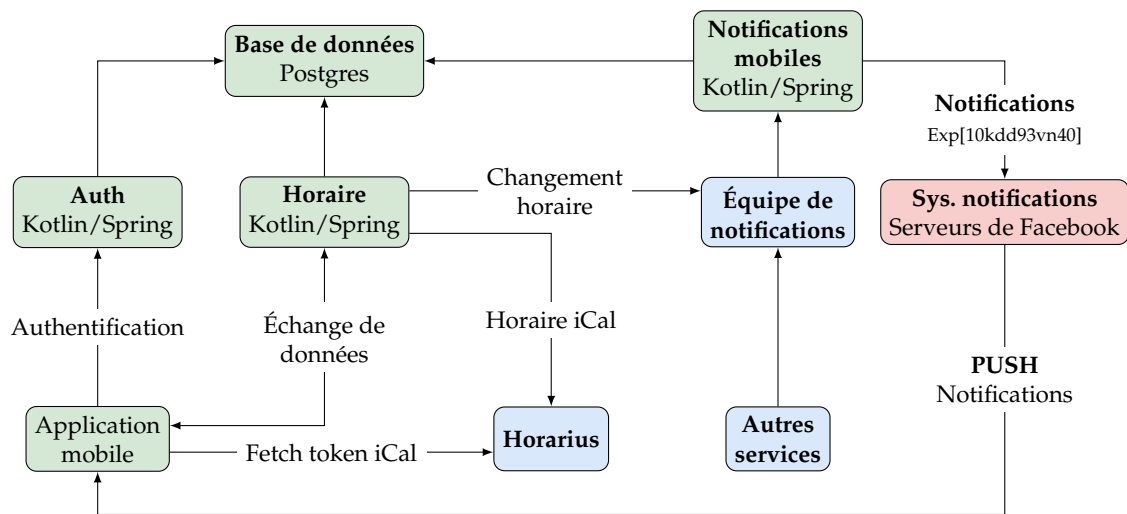 Base de données
Postgres
Notifications
mobiles
Kotlin/Spring
Notifications
Exp[10kdd93vn40]
Auth
Kotlin/Spring
Horaire
Kotlin/Spring
Changement
horaire
Équipe de
notifications
Sys. notifications
Serveurs de Facebook
Authentification
Échange de
données
Horaire iCal
PUSH
Notifications
Application
mobile
Fetch token iCal
Horarius
Autres
services